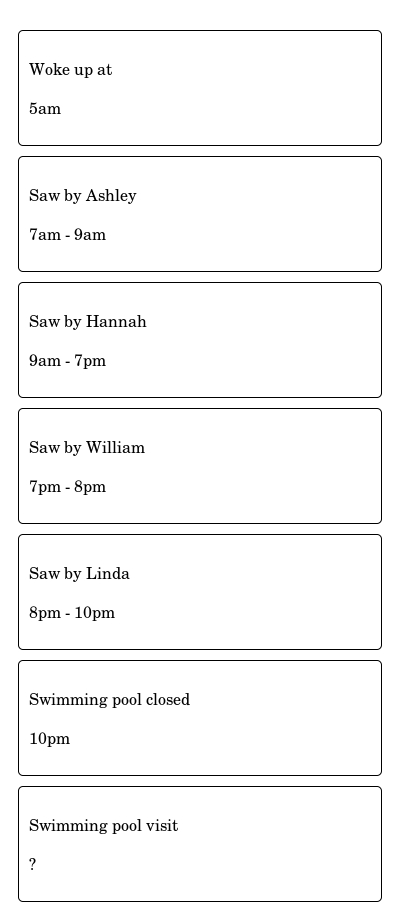 Woke up at
5am
Saw by Ashley
7am - 9am
Saw by Hannah
9am - 7pm
Saw by William
7pm - 8pm
Saw by Linda
8pm - 10pm
Swimming pool closed
10pm
Swimming pool visit
?